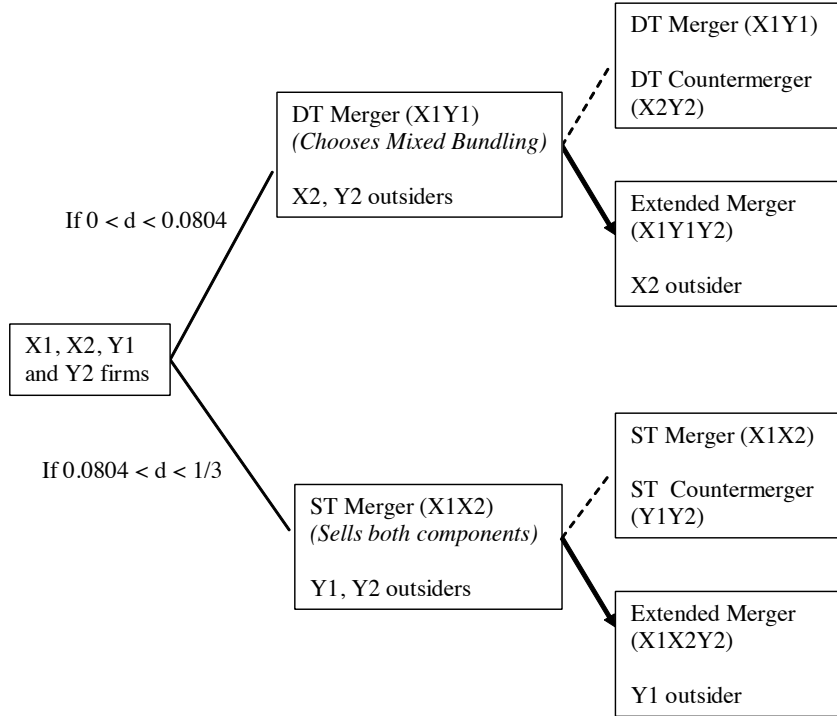 DT Merger (X1Y1)
DT Countermerger
(X2Y2)
DT Merger (X1Y1)
(Chooses Mixed Bundling)
X2, Y2 outsiders
Extended Merger
(X1Y1Y2)
X2 outsider
If 0 < d < 0.0804
X1, X2, Y1
and Y2 firms
If 0.0804 < d < 1/3
ST Merger (X1X2)
ST  Countermerger
(Y1Y2)
ST Merger (X1X2)
(Sells both components)
Y1, Y2 outsiders
Extended Merger
(X1X2Y2)
Y1 outsider